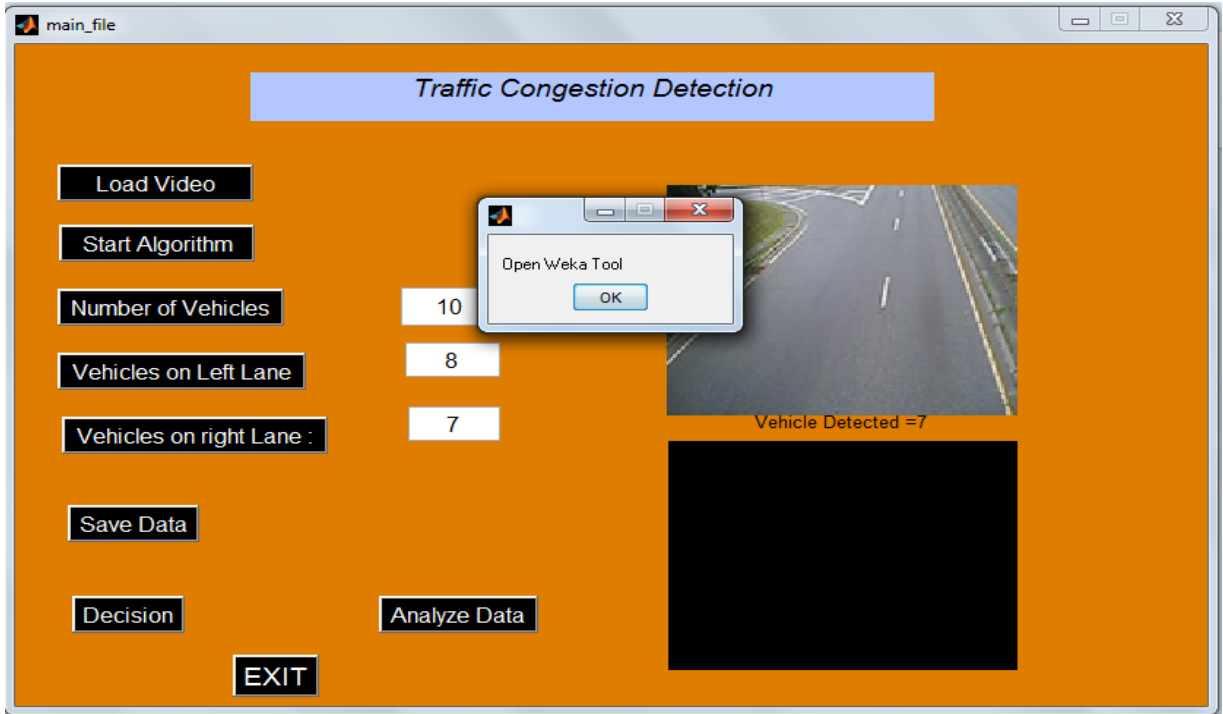 main_file
Traffic Congestion Detection
Load Video
Start Algorithm
Open Weka Tool
OK
Number of Vehicles 10
Vehicles on Left Lane 8
Vehicles on right Lane : 7
Vehicle Detected =7
Save Data
Decision Analyze Data
EXIT